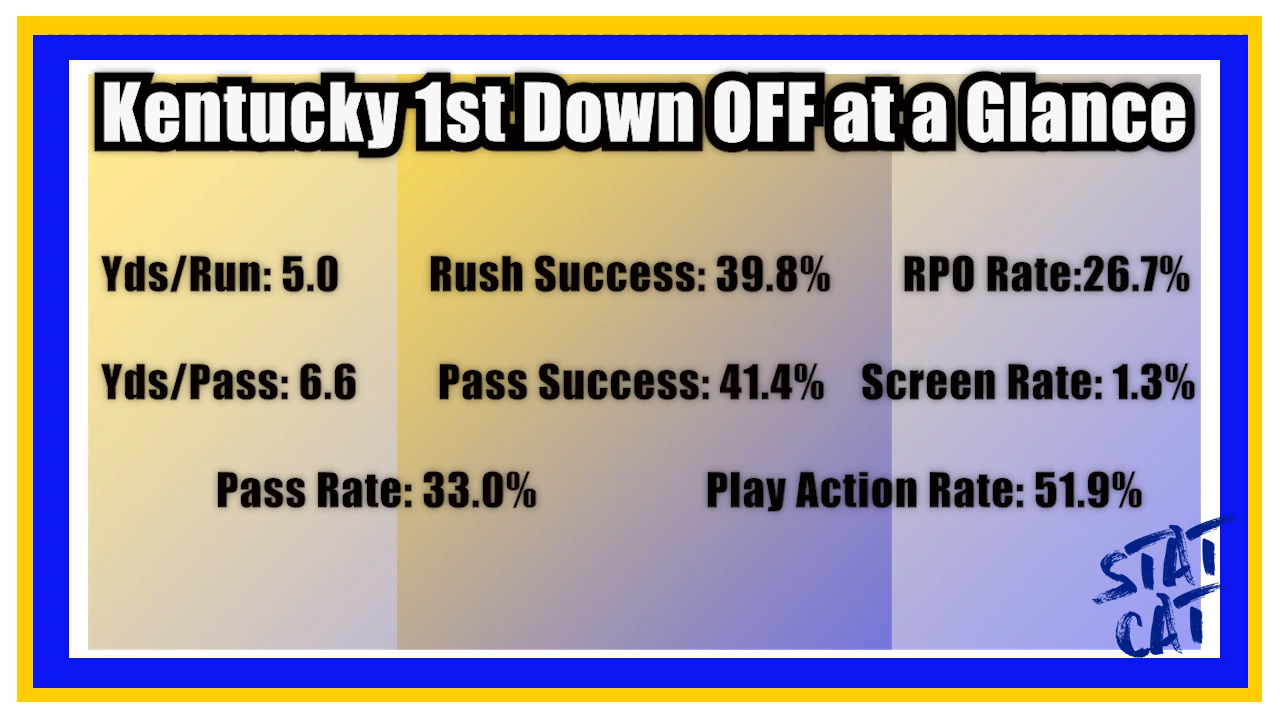 Kentucky 1st Down OFF at a Glance
Yds/Run: 5.0 Rush Success: 39.8% RPO Rate:26.7%
Yds/Pass: 6.6 Pass Success: 41.4% Screen Rate: 1.3%
Pass Rate: 33.0% Play Action Rate: 51.9%
STAT
CAT